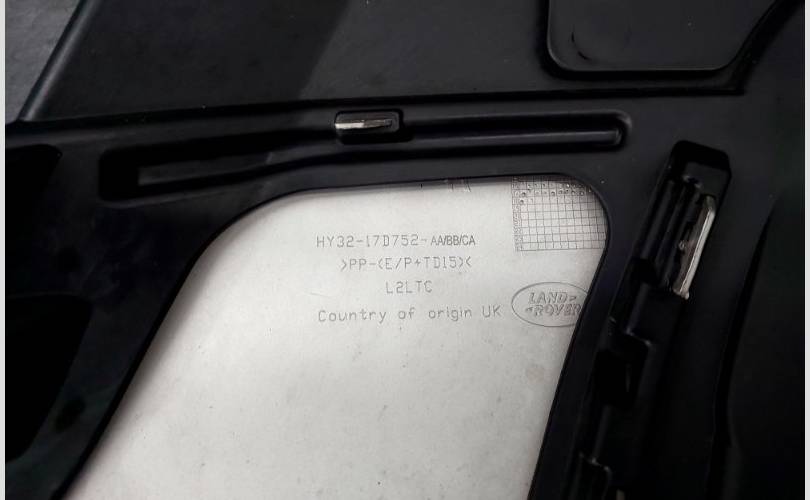 HY32-17D752-AA/BB/CA
>PP-(E/P+TD15)<
L2LTC
Country of origin UK
LAND-
-ROVER